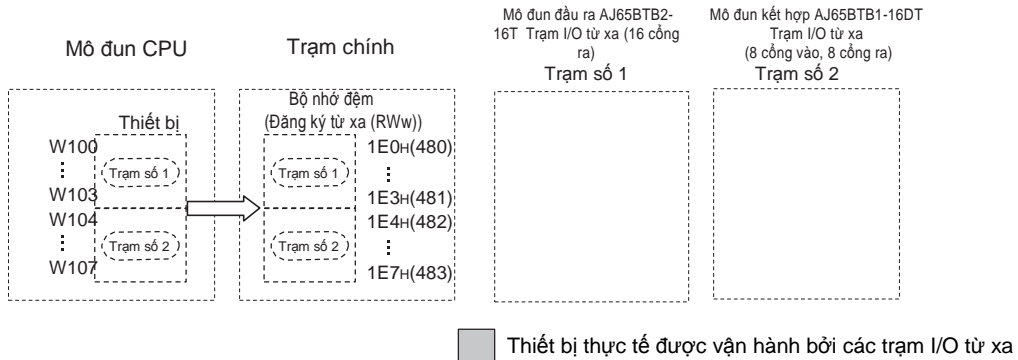 Mô đun CPU
Trạm chính
Mô đun đầu ra AJ65BTB2-
16T Trạm I/O từ xa (16 cổng
ra)
Trạm số 1
Mô đun kết hợp AJ65BTB1-16DT
Trạm I/O từ xa
(8 cổng vào, 8 cổng ra)
Trạm số 2
Thiết bị
W100
⋮
W103
W104
⋮
W107
Trạm số 1
Trạm số 2
Bộ nhớ đệm
(Đăng ký từ xa (RWw))
Trạm số 1
Trạm số 2
1E0H(480)
⋮
1E3H(481)
1E4H(482)
⋮
1E7H(483)
Thiết bị thực tế được vận hành bởi các trạm I/O từ xa